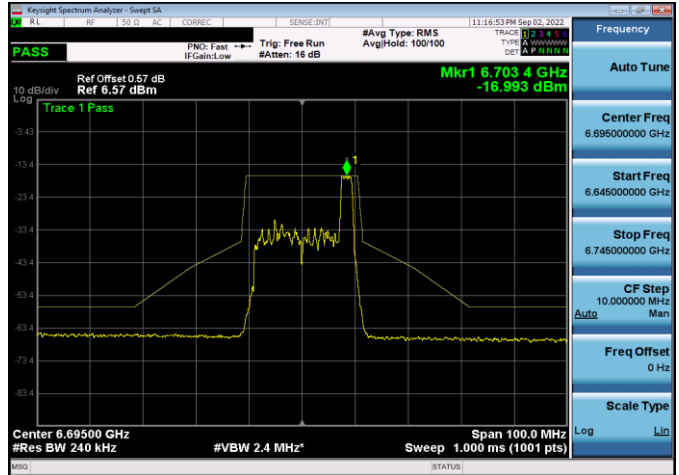 Keysight Spectrum Analyzer - Swept SA
RL RF 50 Ω AC CORREC SENSE:INT 11:16:53 PM Sep 02, 2022
#Avg Type: RMS TRACE 1 2 3 4 5 6
PNO: Fast Trig: Free Run Avg|Hold: 100/100 TYPE A WWWWW
PASS IFGain:Low #Atten: 16 dB DET A P N N N N
Ref Offset 0.57 dB Mkr1 6.703 4 GHz
10 dB/div Ref 6.57 dBm -16.993 dBm
Log
Trace 1 Pass
1
-3.43
-13.4
-23.4
-33.4
-43.4
-53.4
-63.4
-73.4
-83.4
Center 6.69500 GHz Span 100.0 MHz
#Res BW 240 kHz #VBW 2.4 MHz* Sweep 1.000 ms (1001 pts)
MSG STATUS
Frequency
Auto Tune
Center Freq
6.695000000 GHz
Start Freq
6.645000000 GHz
Stop Freq
6.745000000 GHz
CF Step
10.000000 MHz
Auto Man
Freq Offset
0 Hz
Scale Type
Log Lin